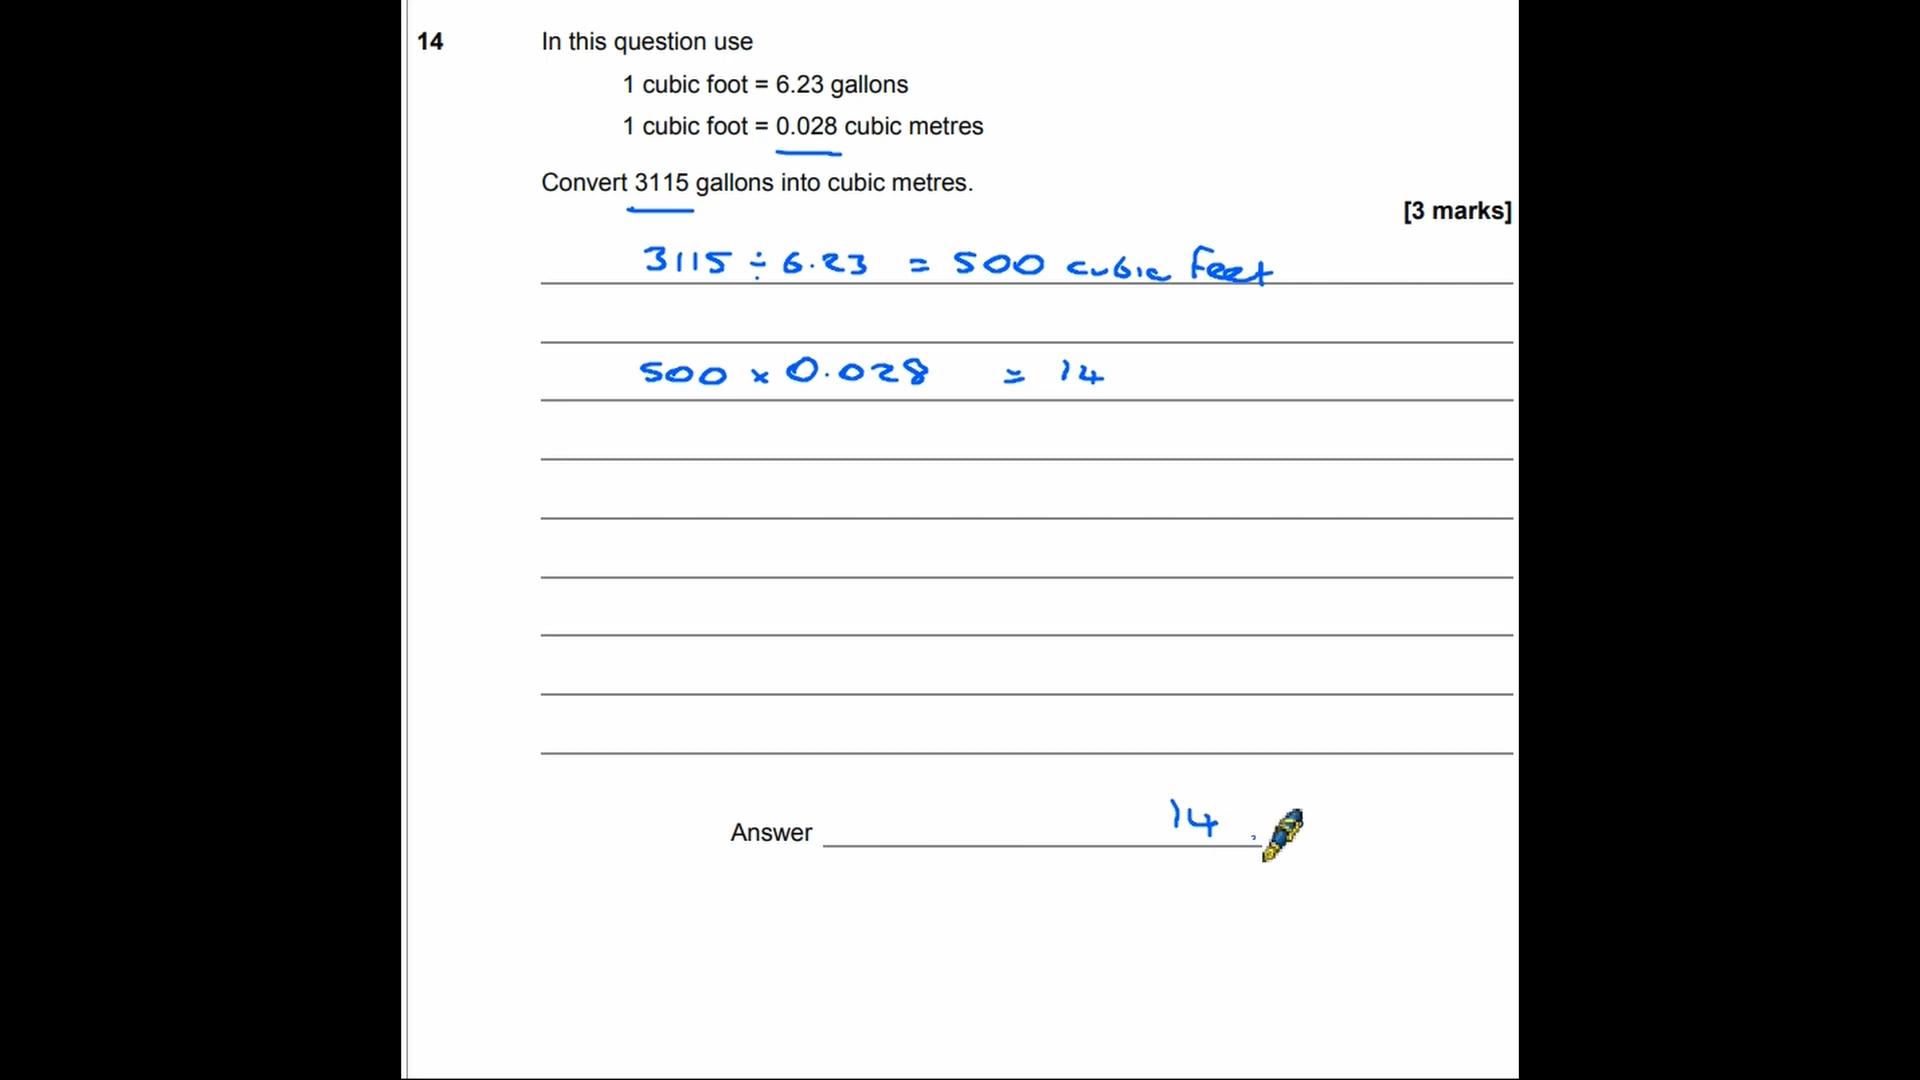 14 In this question use
1 cubic foot = 6.23 gallons
1 cubic foot = 0.028 cubic metres
Convert 3115 gallons into cubic metres.
[3 marks]
3115 ÷ 6.23 = 500 cubic feet
500 x 0.028 = 14
Answer 14